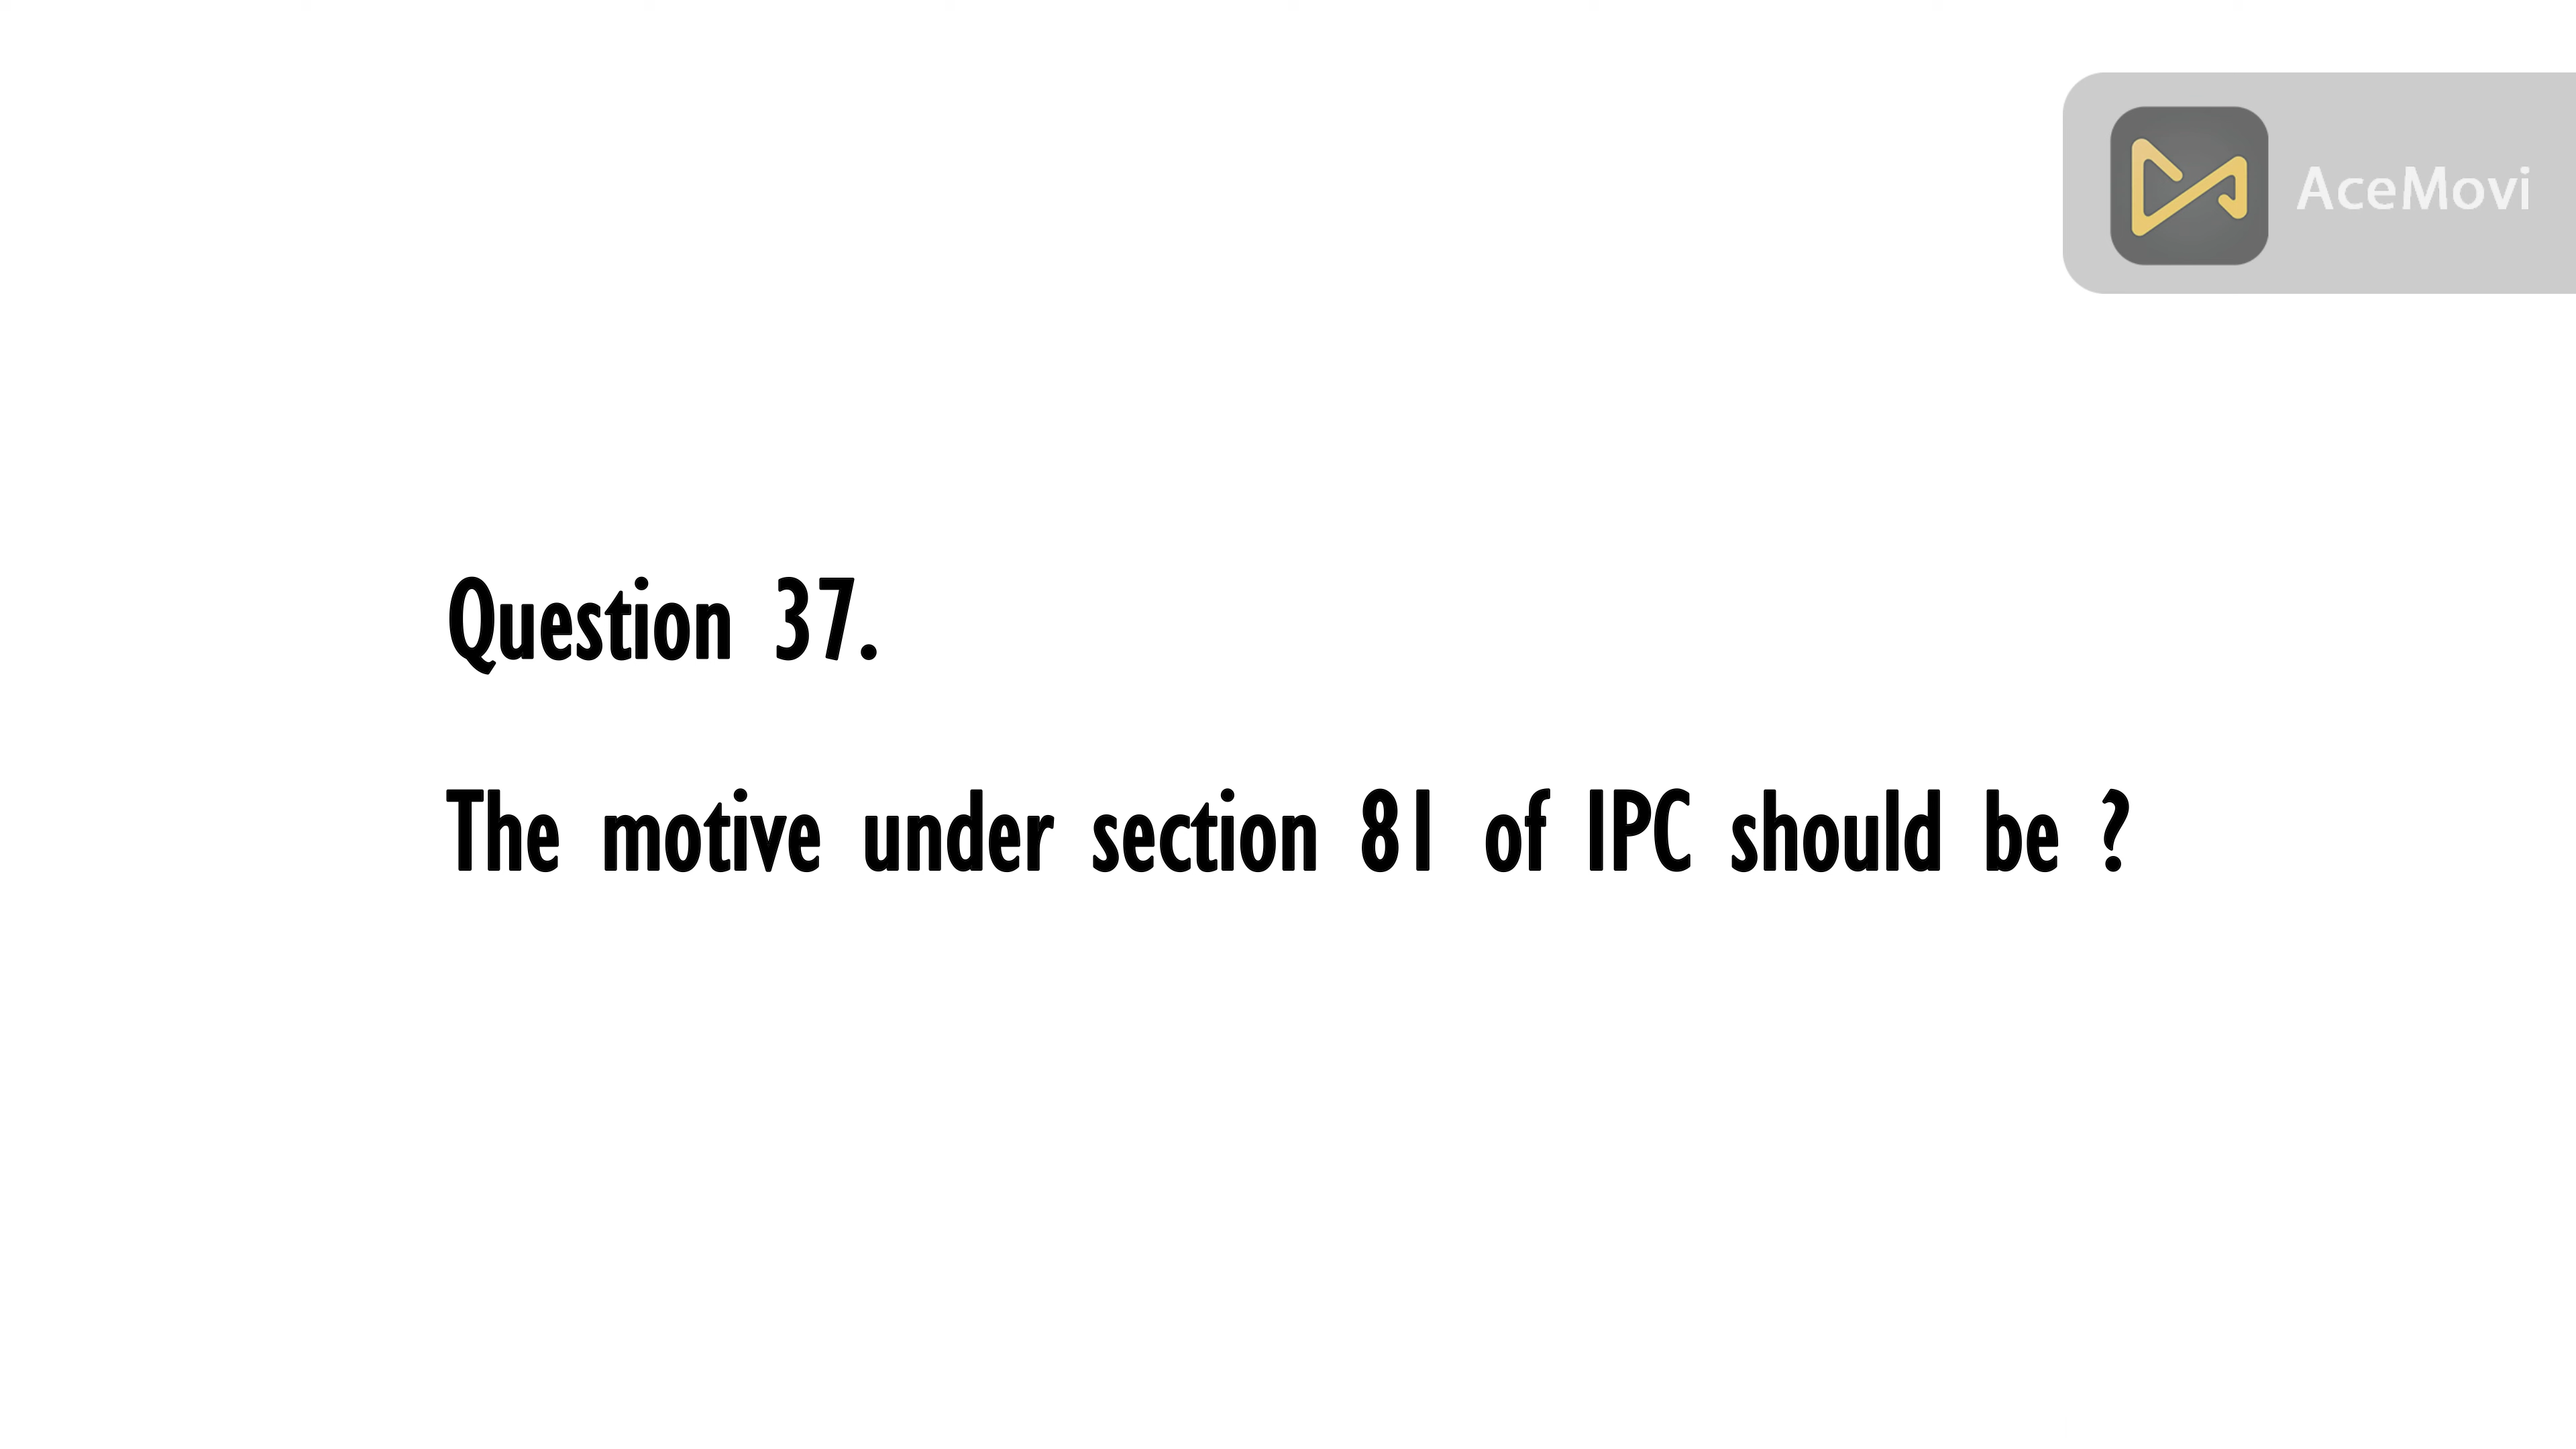 AceMovi
Question 37.
The motive under section 81 of IPC should be ?